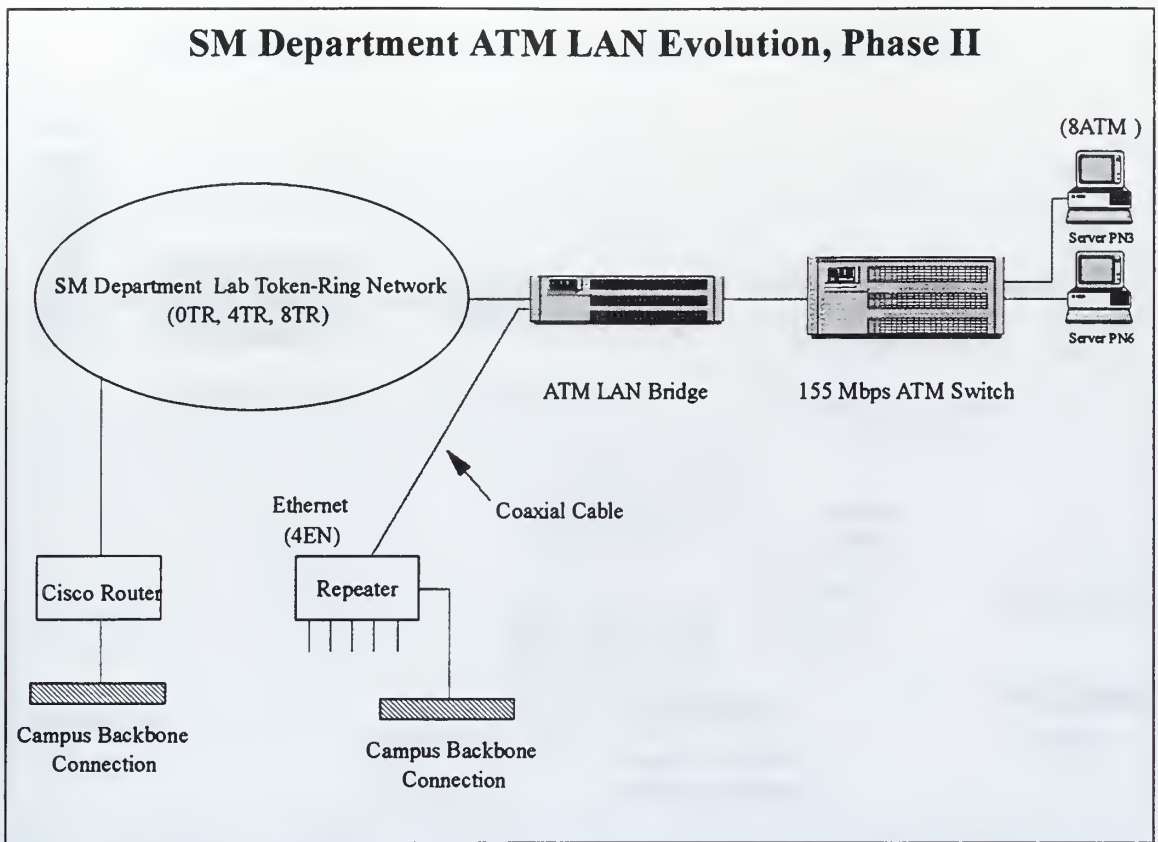 SM Department ATM LAN Evolution, Phase II
(8ATM )
Server PN3
SM Department Lab Token-Ring Network
(0TR, 4TR, 8TR)
Server PN6
ATM LAN Bridge
155 Mbps ATM Switch
Ethernet
(4EN)
Coaxial Cable
Cisco Router
Repeater
Campus Backbone
Connection
Campus Backbone
Connection